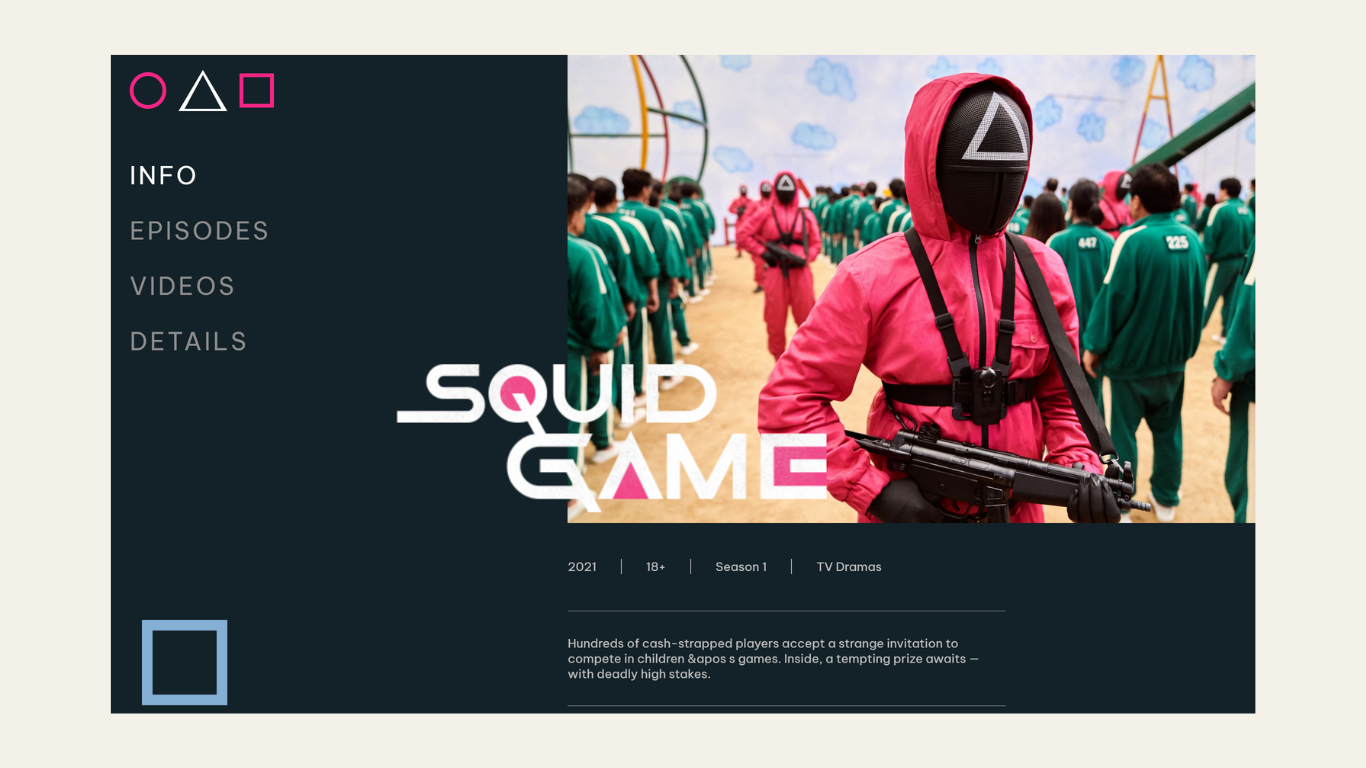 INFO
EPISODES
VIDEOS
DETAILS
447
225
SQUID
GAME
2021 | 18+ | Season 1 | TV Dramas
Hundreds of cash-strapped players accept a strange invitation to
compete in children &apos s games. Inside, a tempting prize awaits —
with deadly high stakes.